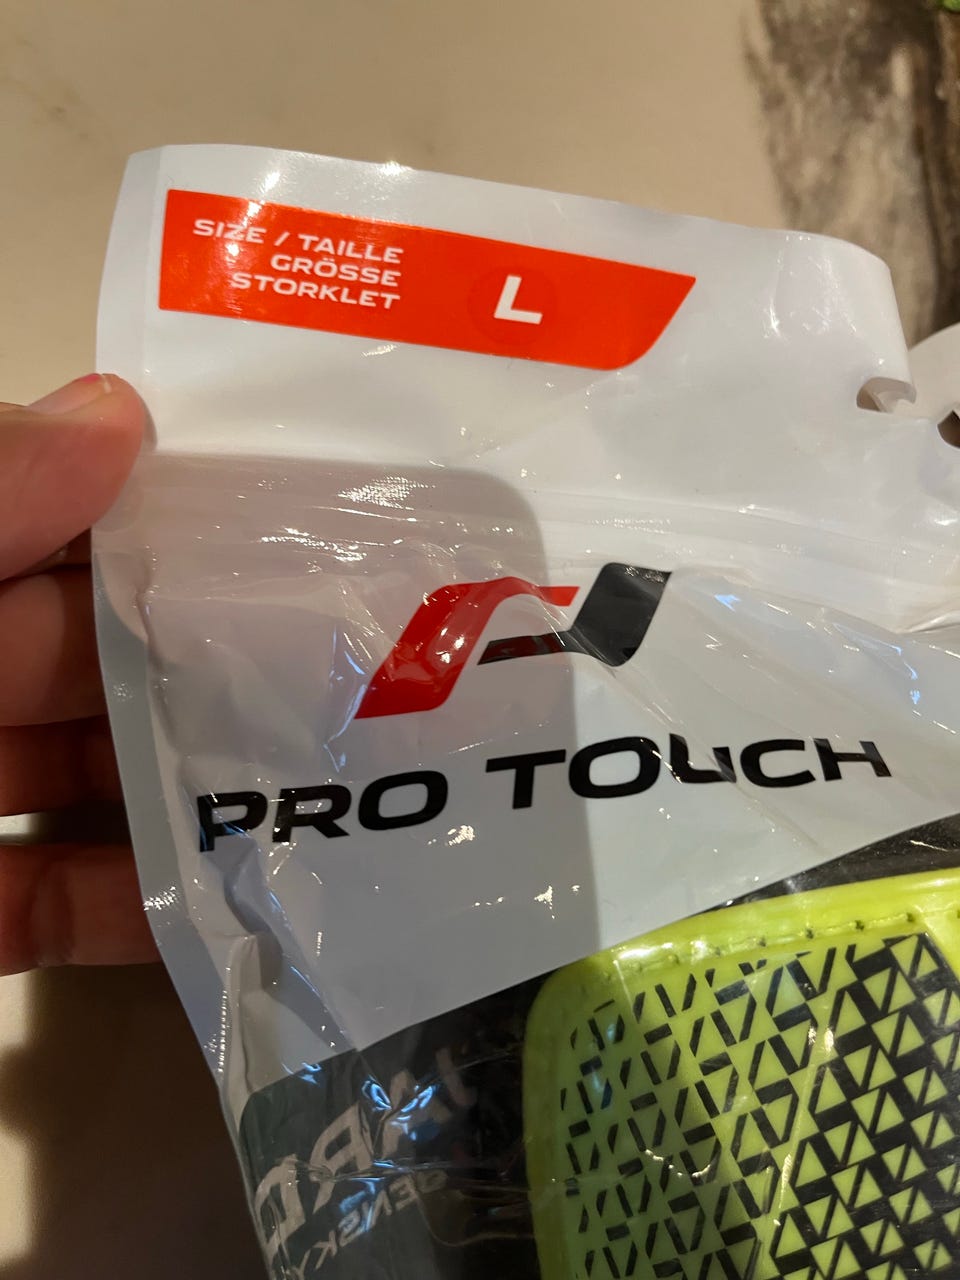 SIZE / TAILLE
GRÖSSE
STORKLET
L
PRO TOUCH